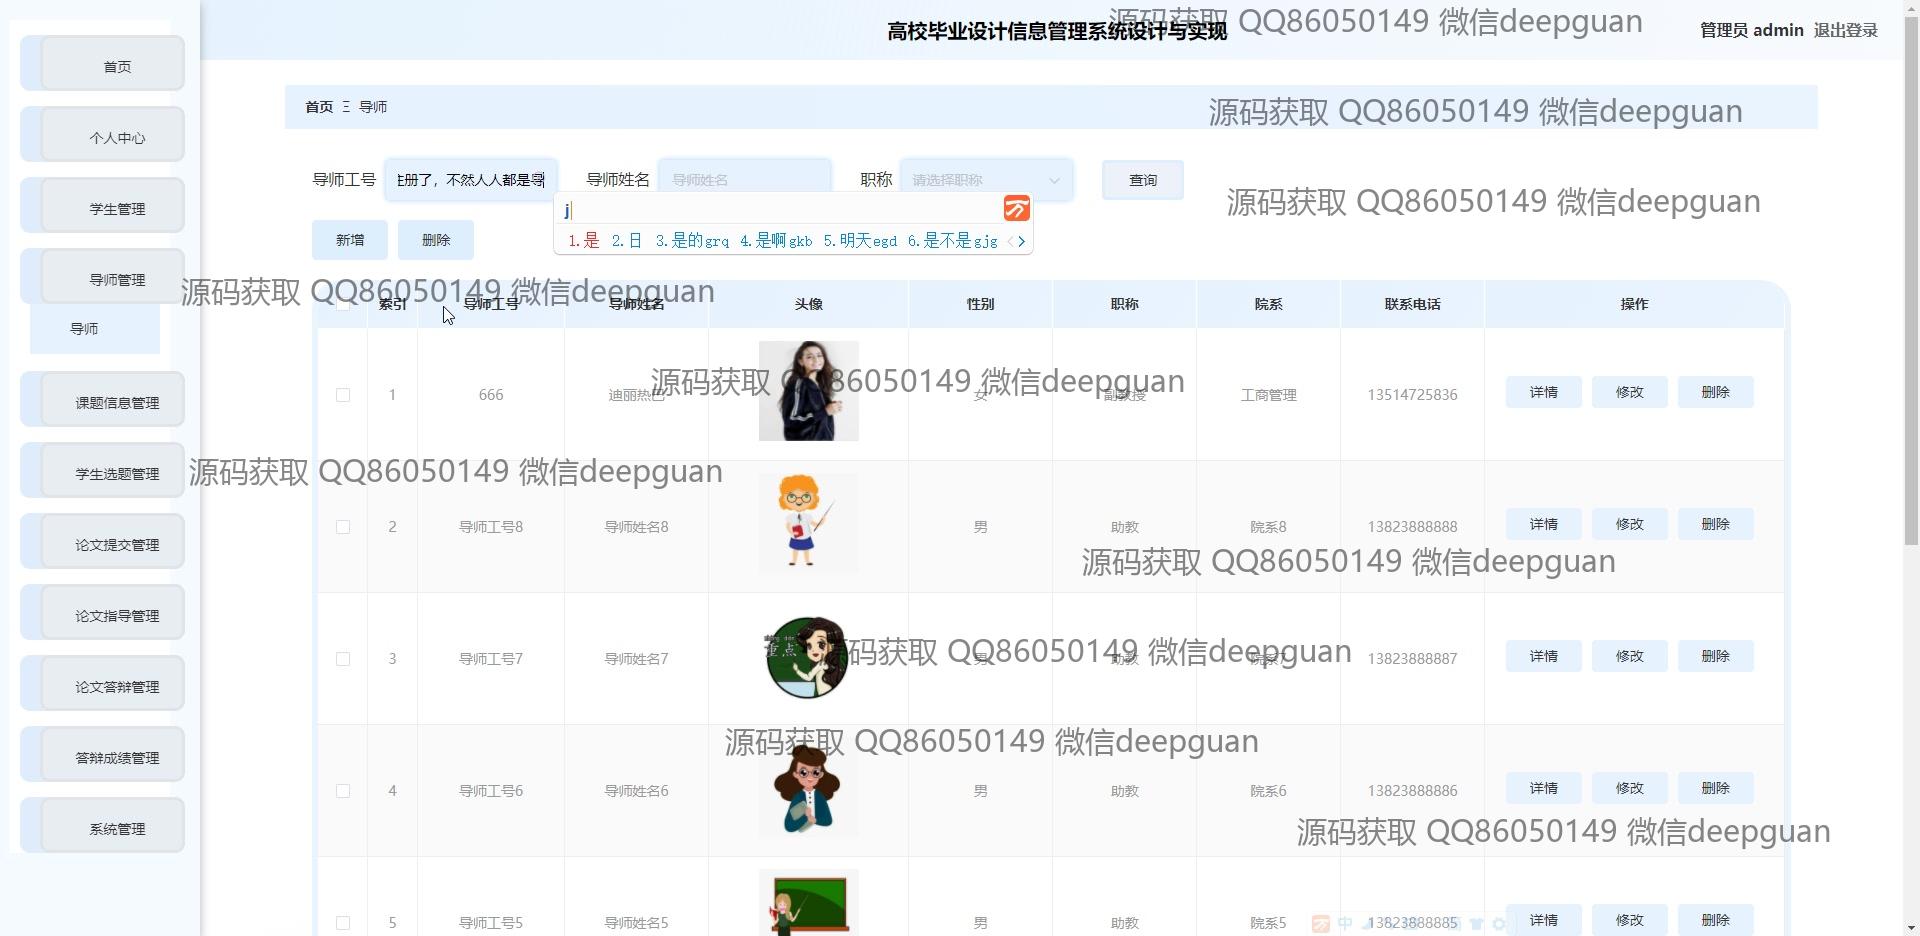 高校毕业设计信息管理系统设计与实现
源码获取 QQ86050149 微信deepguan
管理员 admin 退出登录
首页
个人中心
学生管理
导师管理
导师
课题信息管理
学生选题管理
论文提交管理
论文指导管理
论文答辩管理
答辩成绩管理
系统管理
首页 Ξ 导师
源码获取 QQ86050149 微信deepguan
导师工号 册了，不然人人都是导
导师姓名 导师姓名
职称 请选择职称
查询
源码获取 QQ86050149 微信deepguan
j
1.是 2.日 3.是的grq 4.是啊gkb 5.明天egd 6.是不是gjg
新增 删除
源码获取 QQ86050149 微信deepguan
索引 导师工号 导师姓名 头像 性别 职称 院系 联系电话 操作
1 666 迪丽热巴 女 副教授 工商管理 13514725836 详情 修改 删除
源码获取 QQ86050149 微信deepguan
源码获取 QQ86050149 微信deepguan
2 导师工号8 导师姓名8 男 助教 院系8 13823888888 详情 修改 删除
源码获取 QQ86050149 微信deepguan
3 导师工号7 导师姓名7 重点 男 助教 院系7 13823888887 详情 修改 删除
码获取 QQ86050149 微信deepguan
源码获取 QQ86050149 微信deepguan
4 导师工号6 导师姓名6 男 助教 院系6 13823888886 详情 修改 删除
源码获取 QQ86050149 微信deepguan
5 导师工号5 导师姓名5 男 助教 院系5 13823888885 详情 修改 删除
中